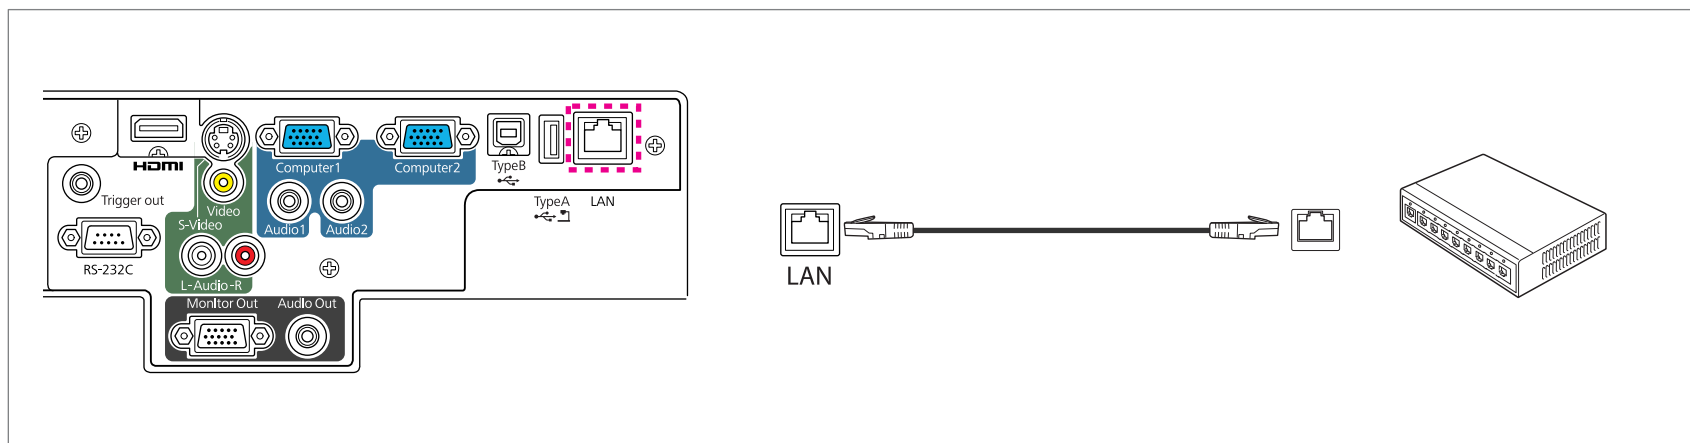 HDMI
Computer1
Computer2
TypeB
Trigger out
Video
TypeA
LAN
S-Video
Audio1
Audio2
RS-232C
L-Audio-R
LAN
Monitor Out
Audio Out